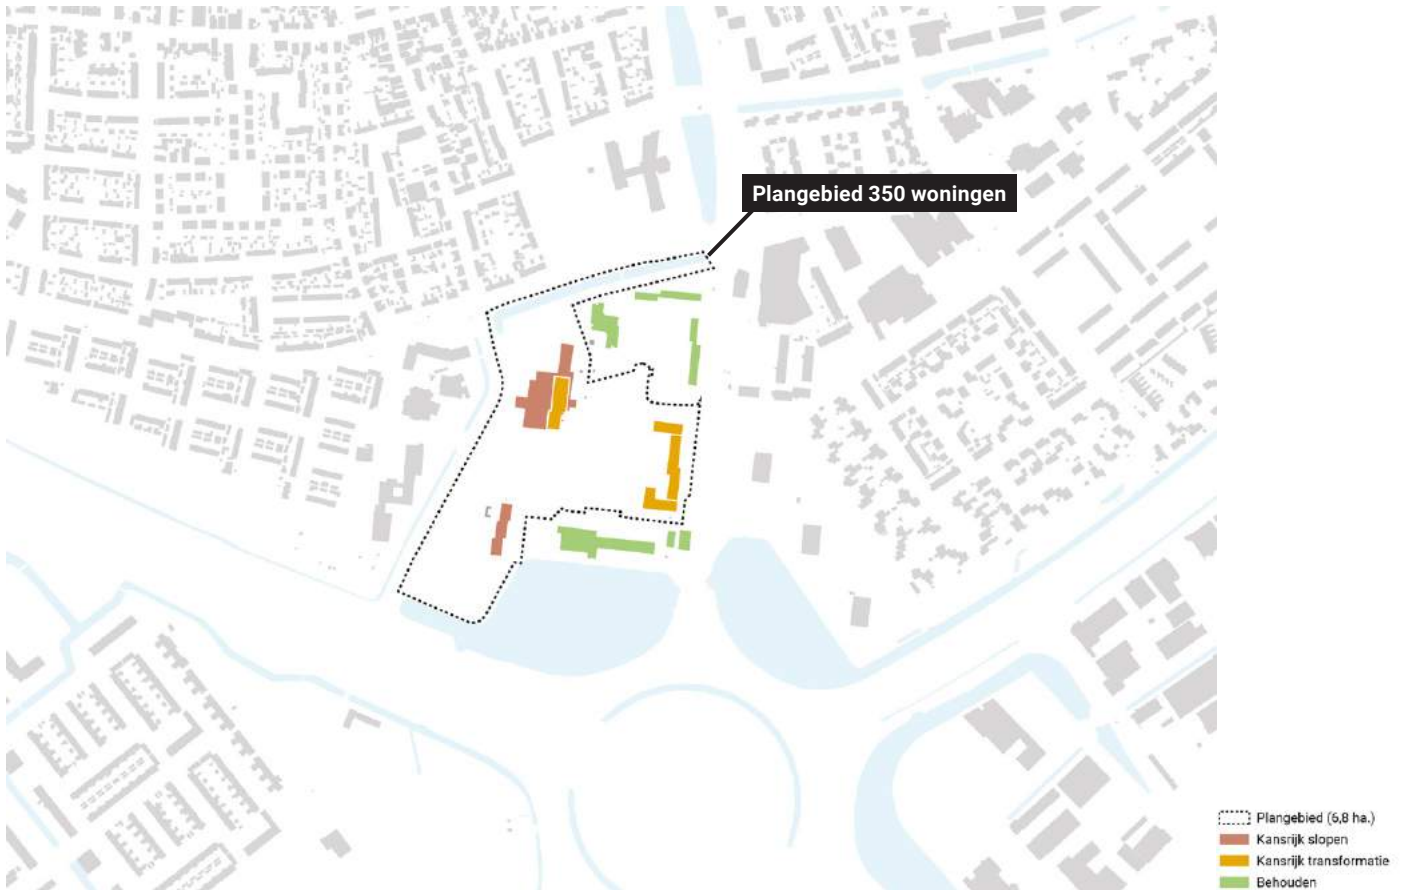 Plangebied 350 woningen
Plangebied (6,8 ha.)
Kansrijk slopen
Kansrijk transformatie
Behouden